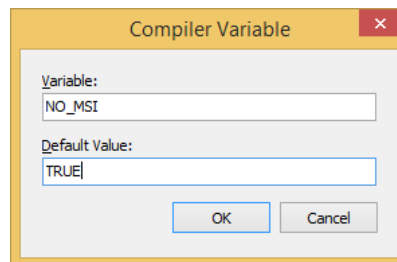 Compiler Variable
Variable:
NO_MSI
Default Value:
TRUE
OK
Cancel